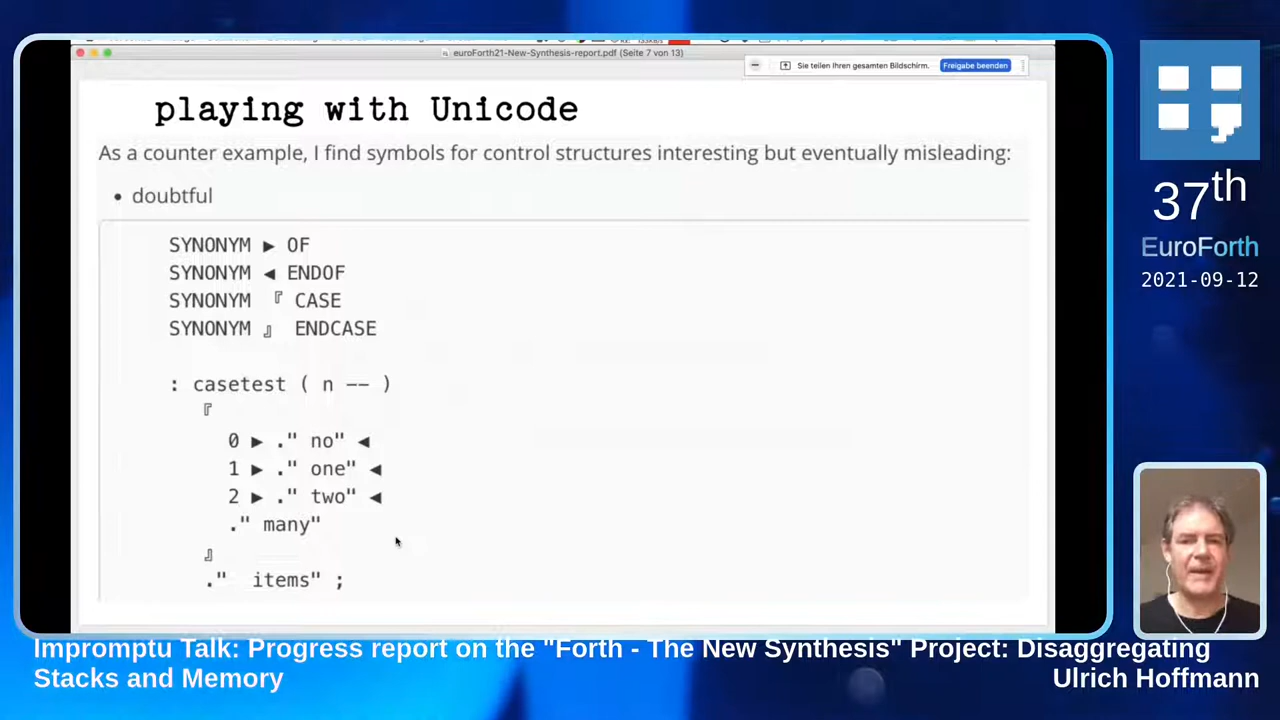 euroForth21-New-Synthesis-report.pdf (Seite 7 von 13)
Sie teilen Ihren gesamten Bildschirm. Freigabe beenden
playing with Unicode
As a counter example, I find symbols for control structures interesting but eventually misleading:
• doubtful
SYNONYM ▶ OF
SYNONYM ◀ ENDOF
SYNONYM 『 CASE
SYNONYM 』 ENDCASE
: casetest ( n -- )
『
0 ▶ ." no" ◀
1 ▶ ." one" ◀
2 ▶ ." two" ◀
." many"
』
."  items" ;
37th
EuroForth
2021-09-12
Impromptu Talk: Progress report on the "Forth - The New Synthesis" Project: Disaggregating
Stacks and Memory
Ulrich Hoffmann